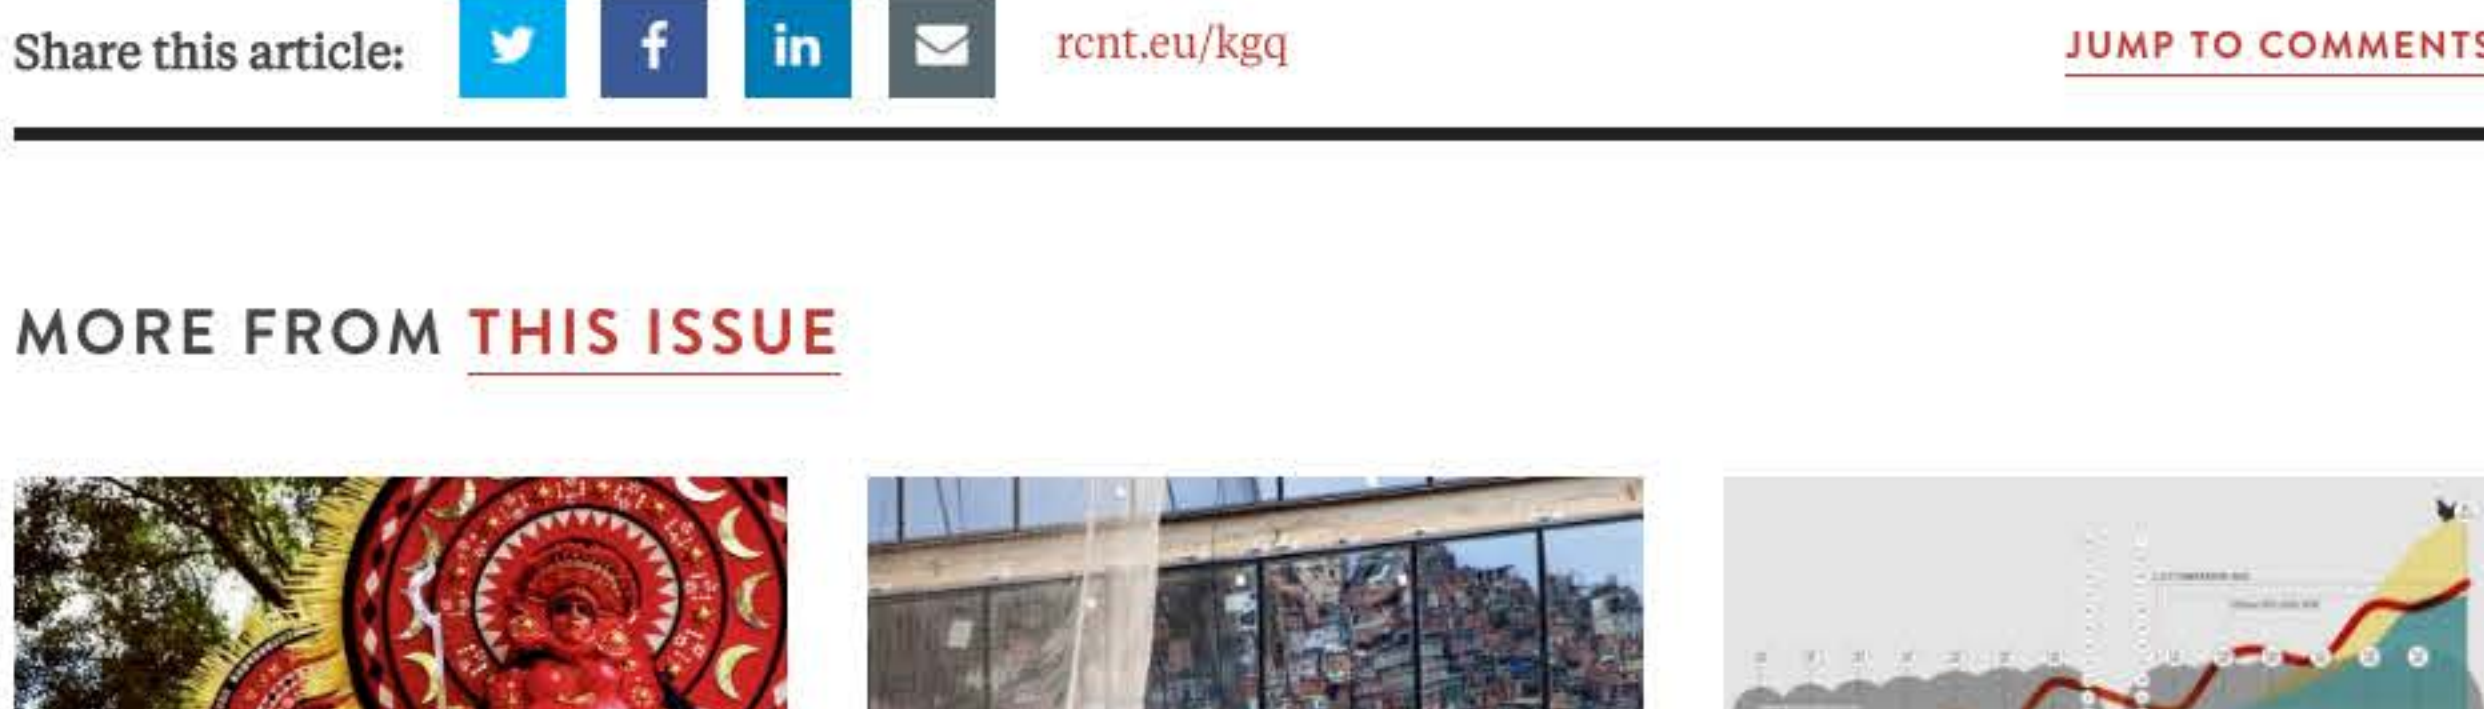 Share this article:
rcnt.eu/kgq
JUMP TO COMMENTS
MORE FROM THIS ISSUE